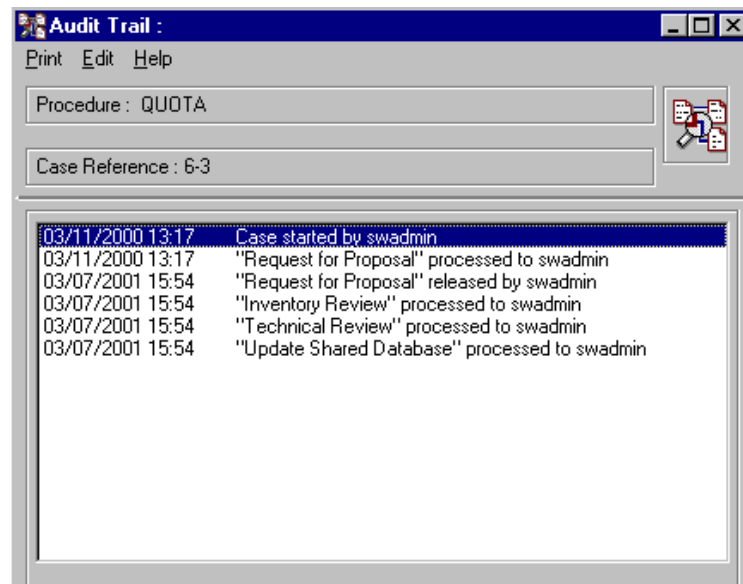 Audit Trail :
Print Edit Help
Procedure : QUOTA
Case Reference : 6-3
03/11/2000 13:17 Case started by swadmin
03/11/2000 13:17 "Request for Proposal" processed to swadmin
03/07/2001 15:54 "Request for Proposal" released by swadmin
03/07/2001 15:54 "Inventory Review" processed to swadmin
03/07/2001 15:54 "Technical Review" processed to swadmin
03/07/2001 15:54 "Update Shared Database" processed to swadmin